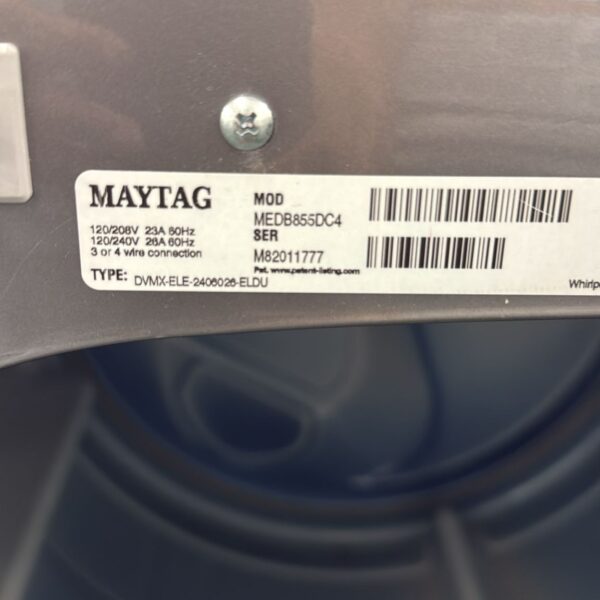 MAYTAG
120/208V 23A 60Hz
120/240V 26A 60Hz
3 or 4 wire connection
TYPE: DVMX-ELE-2406026-ELDU
MOD
MEDB855DC4
SER
M82011777
Pat. www.patent-listing.com
Whirlp